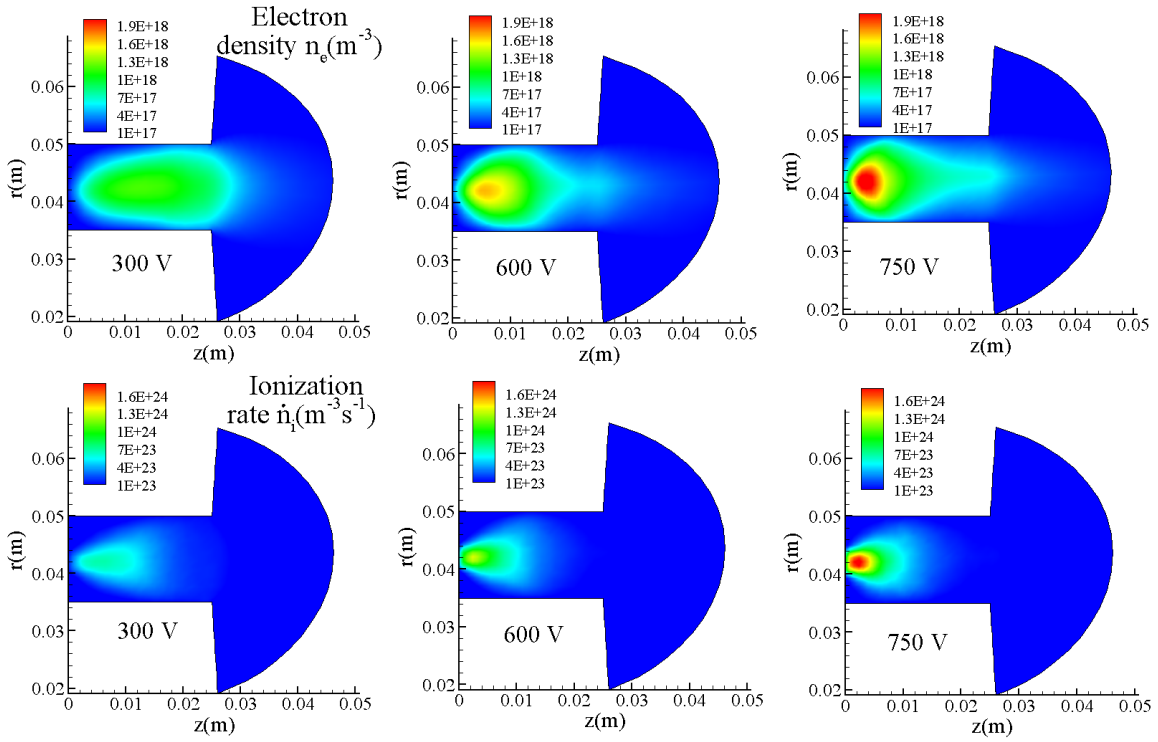 Electron
density n_e(m^-3)
1.9E+18
1.6E+18
1.3E+18
1E+18
7E+17
4E+17
1E+17
r(m)
0.06
0.05
0.04
0.03
0.02
300 V
0 0.01 0.02 0.03 0.04 0.05
z(m)
1.9E+18
1.6E+18
1.3E+18
1E+18
7E+17
4E+17
1E+17
r(m)
0.06
0.05
0.04
0.03
0.02
600 V
0 0.01 0.02 0.03 0.04 0.05
z(m)
1.9E+18
1.6E+18
1.3E+18
1E+18
7E+17
4E+17
1E+17
r(m)
0.06
0.05
0.04
0.03
0.02
750 V
0 0.01 0.02 0.03 0.04 0.05
z(m)
Ionization
rate ṅ_i(m^-3s^-1)
1.6E+24
1.3E+24
1E+24
7E+23
4E+23
1E+23
r(m)
0.06
0.05
0.04
0.03
0.02
300 V
0 0.01 0.02 0.03 0.04 0.05
z(m)
1.6E+24
1.3E+24
1E+24
7E+23
4E+23
1E+23
r(m)
0.06
0.05
0.04
0.03
0.02
600 V
0 0.01 0.02 0.03 0.04 0.05
z(m)
1.6E+24
1.3E+24
1E+24
7E+23
4E+23
1E+23
r(m)
0.06
0.05
0.04
0.03
0.02
750 V
0 0.01 0.02 0.03 0.04 0.05
z(m)